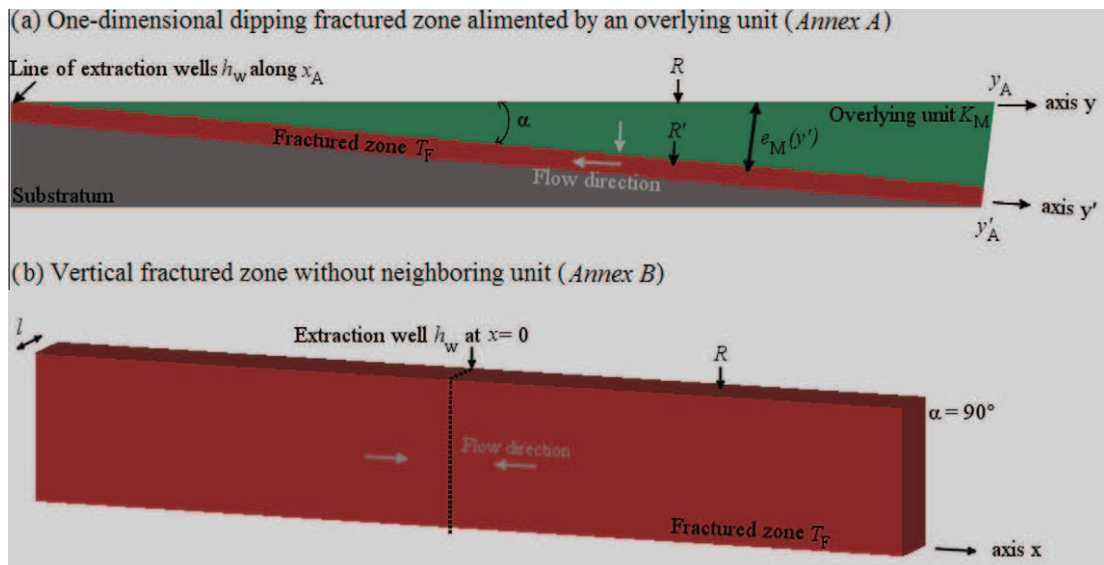 (a) One-dimensional dipping fractured zone alimented by an overlying unit (Annex A)
Line of extraction wells hw along xA
R
yA
axis y
α
Overlying unit KM
Fractured zone TF
R'
eM(y')
Flow direction
Substratum
axis y'
y'A
(b) Vertical fractured zone without neighboring unit (Annex B)
l
Extraction well hw at x= 0
R
α = 90°
Flow direction
Fractured zone TF
axis x